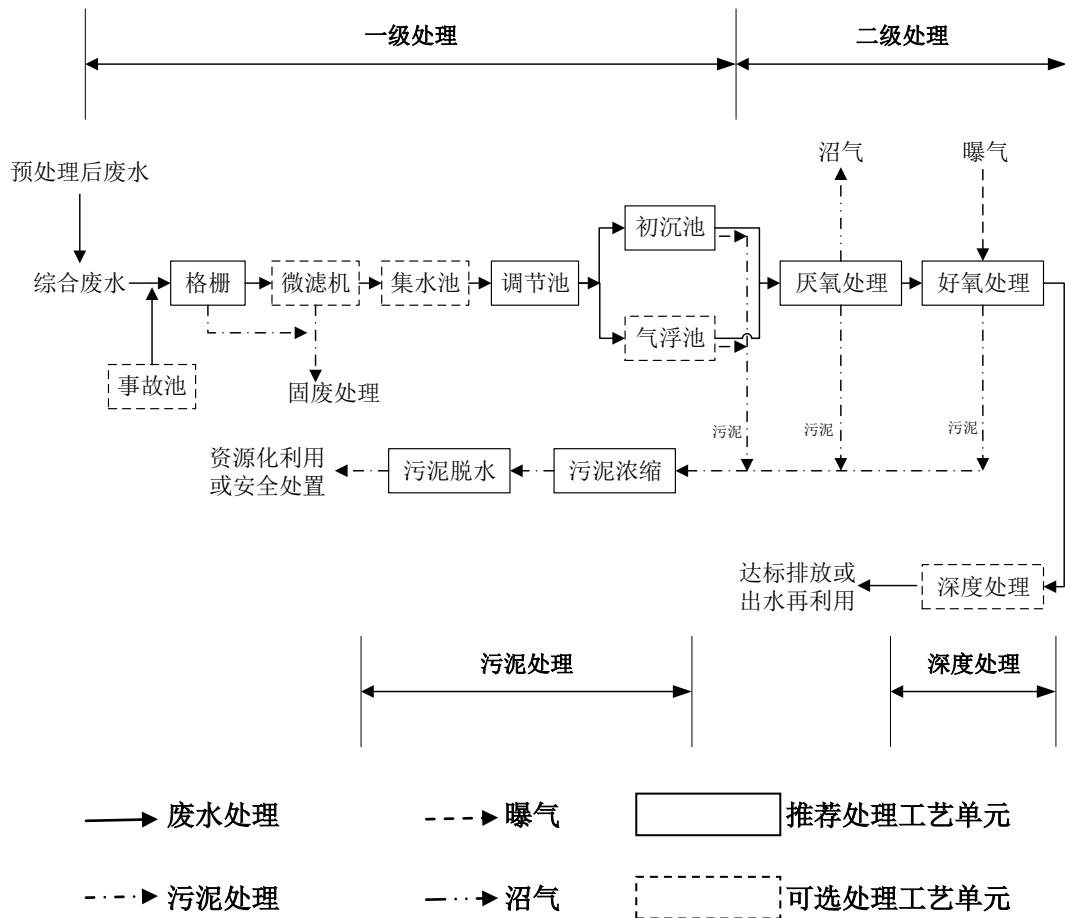 一级处理
二级处理
预处理后废水
沼气
曝气
初沉池
综合废水
格栅
微滤机
集水池
调节池
厌氧处理
好氧处理
气浮池
事故池
固废处理
污泥
污泥
污泥
资源化利用
或安全处置
污泥脱水
污泥浓缩
达标排放或
出水再利用
深度处理
污泥处理
深度处理
废水处理
曝气
推荐处理工艺单元
污泥处理
沼气
可选处理工艺单元